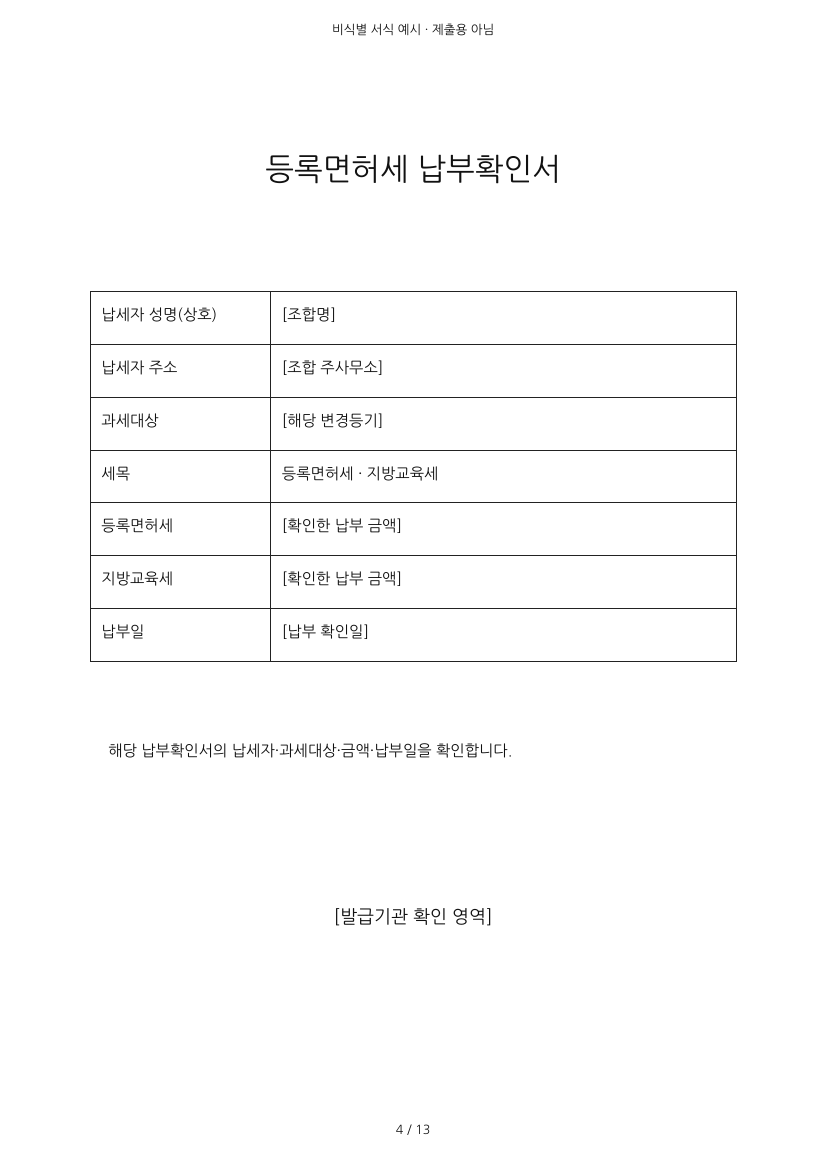 비식별 서식 예시 · 제출용 아님
등록면허세 납부확인서
납세자 성명(상호) [조합명]
납세자 주소 [조합 주사무소]
과세대상 [해당 변경등기]
세목 등록면허세 · 지방교육세
등록면허세 [확인한 납부 금액]
지방교육세 [확인한 납부 금액]
납부일 [납부 확인일]
해당 납부확인서의 납세자·과세대상·금액·납부일을 확인합니다.
[발급기관 확인 영역]
4 / 13